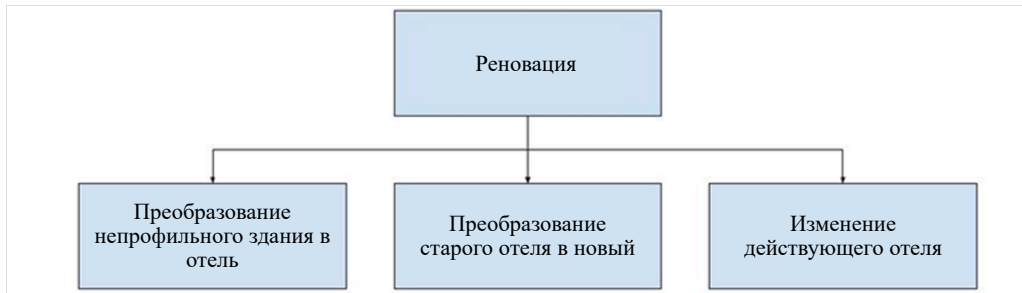 Реновация
Преобразование
непрофильного здания в
отель
Преобразование
старого отеля в новый
Изменение
действующего отеля